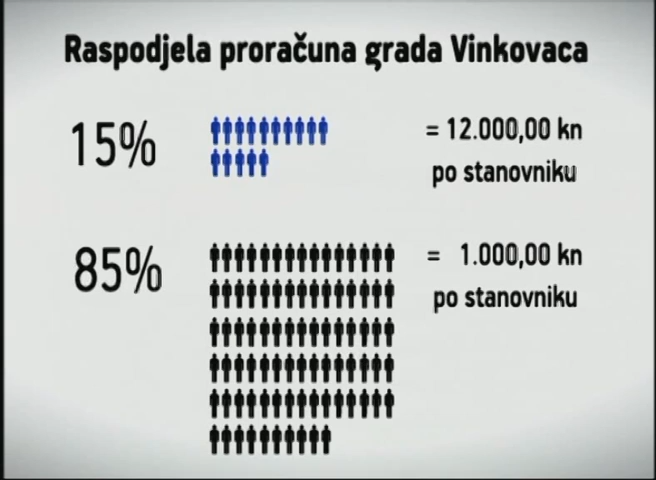 Raspodjela proračuna grada Vinkovaca
15%
= 12.000,00 kn
po stanovniku
85%
= 1.000,00 kn
po stanovniku